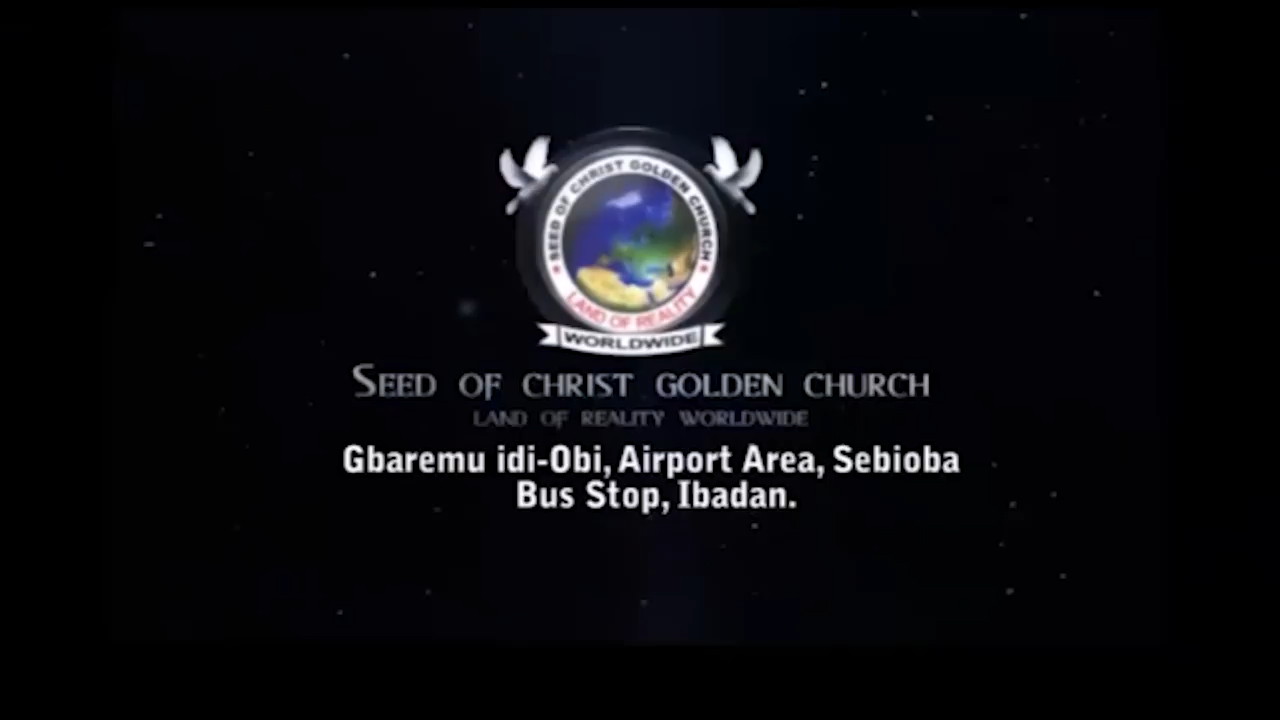 SEED OF CHRIST GOLDEN CHURCH
LAND OF REALITY
WORLDWIDE
SEED OF CHRIST GOLDEN CHURCH
LAND OF REALITY WORLDWIDE
Gbaremu idi-Obi, Airport Area, Sebioba
Bus Stop, Ibadan.